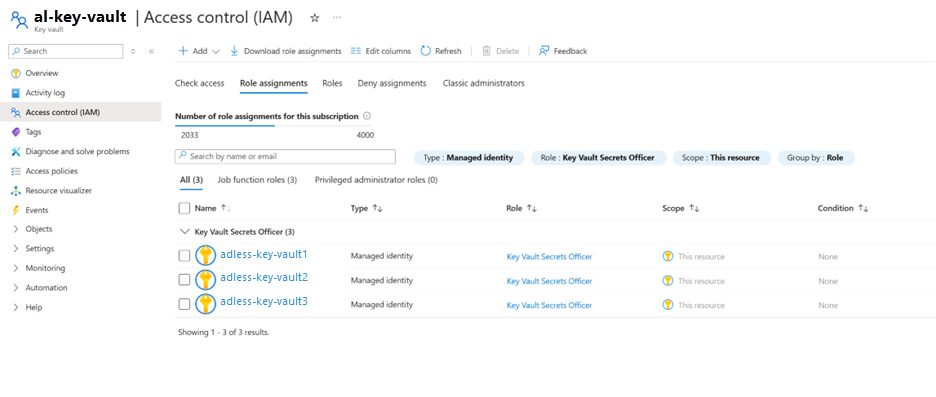 al-key-vault | Access control (IAM) ☆ ···
Key vault
Search
Overview
Activity log
Access control (IAM)
Tags
Diagnose and solve problems
Access policies
Resource visualizer
Events
Objects
Settings
Monitoring
Automation
Help
Add Download role assignments Edit columns Refresh Delete Feedback
Check access Role assignments Roles Deny assignments Classic administrators
Number of role assignments for this subscription
2033 4000
Search by name or email Type : Managed identity Role : Key Vault Secrets Officer Scope : This resource Group by : Role
All (3) Job function roles (3) Privileged administrator roles (0)
Name ↑↓ Type ↑↓ Role ↑↓ Scope ↑↓ Condition ↑↓
Key Vault Secrets Officer (3)
adless-key-vault1 Managed identity Key Vault Secrets Officer This resource None
adless-key-vault2 Managed identity Key Vault Secrets Officer This resource None
adless-key-vault3 Managed identity Key Vault Secrets Officer This resource None
Showing 1 - 3 of 3 results.